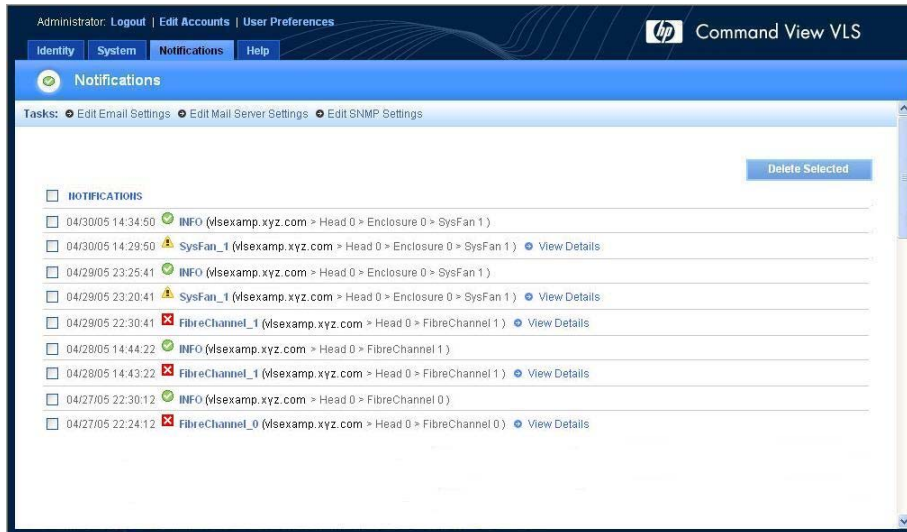 Administrator: Logout | Edit Accounts | User Preferences
hp Command View VLS
Identity System Notifications Help
Notifications
Tasks: Edit Email Settings Edit Mail Server Settings Edit SNMP Settings
Delete Selected
NOTIFICATIONS
04/30/05 14:34:50 INFO (vlsexamp.xyz.com > Head 0 > Enclosure 0 > SysFan 1 )
04/30/05 14:29:50 SysFan_1 (vlsexamp.xyz.com > Head 0 > Enclosure 0 > SysFan 1 ) View Details
04/29/05 23:25:41 INFO (vlsexamp.xyz.com > Head 0 > Enclosure 0 > SysFan 1 )
04/29/05 23:20:41 SysFan_1 (vlsexamp.xyz.com > Head 0 > Enclosure 0 > SysFan 1 ) View Details
04/29/05 22:30:41 FibreChannel_1 (vlsexamp.xyz.com > Head 0 > FibreChannel 1 ) View Details
04/28/05 14:44:22 INFO (vlsexamp.xyz.com > Head 0 > FibreChannel 1 )
04/28/05 14:43:22 FibreChannel_1 (vlsexamp.xyz.com > Head 0 > FibreChannel 1 ) View Details
04/27/05 22:30:12 INFO (vlsexamp.xyz.com > Head 0 > FibreChannel 0 )
04/27/05 22:24:12 FibreChannel_0 (vlsexamp.xyz.com > Head 0 > FibreChannel 0 ) View Details